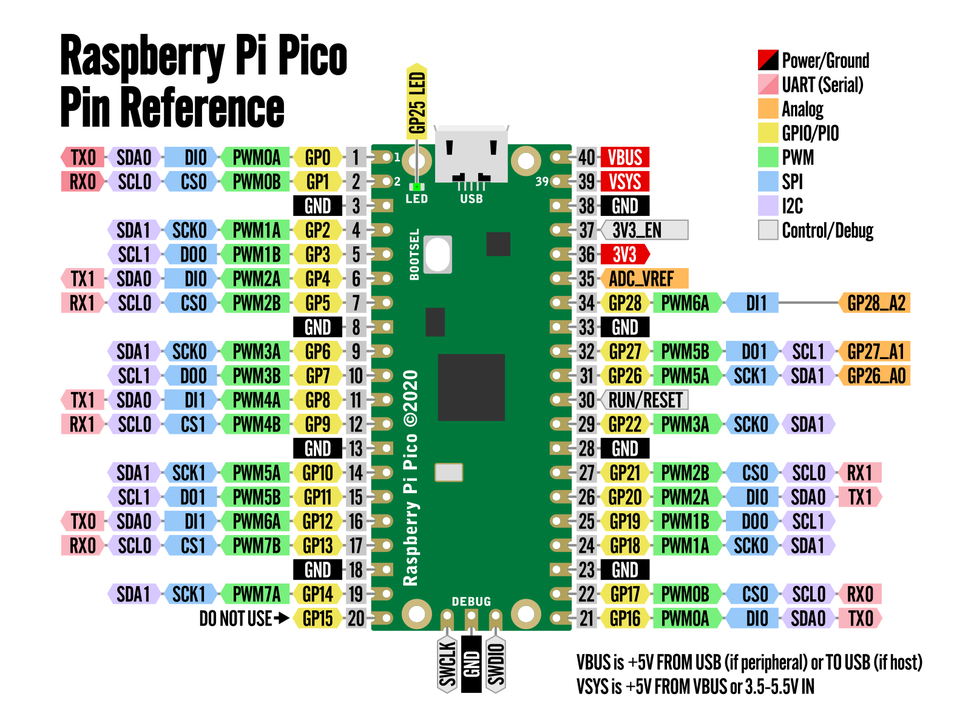 Raspberry Pi Pico
Pin Reference
GP25 LED
Power/Ground
UART (Serial)
Analog
GPIO/PIO
PWM
SPI
I2C
Control/Debug
TX0 SDA0 DI0 PWM0A GP0 1
RX0 SCL0 CS0 PWM0B GP1 2
GND 3
SDA1 SCK0 PWM1A GP2 4
SCL1 DO0 PWM1B GP3 5
TX1 SDA0 DI0 PWM2A GP4 6
RX1 SCL0 CS0 PWM2B GP5 7
GND 8
SDA1 SCK0 PWM3A GP6 9
SCL1 DO0 PWM3B GP7 10
TX1 SDA0 DI1 PWM4A GP8 11
RX1 SCL0 CS1 PWM4B GP9 12
GND 13
SDA1 SCK1 PWM5A GP10 14
SCL1 DO1 PWM5B GP11 15
TX0 SDA0 DI1 PWM6A GP12 16
RX0 SCL0 CS1 PWM7B GP13 17
GND 18
SDA1 SCK1 PWM7A GP14 19
DO NOT USE→ GP15 20
1
2
39
LED
USB
BOOTSEL
Raspberry Pi Pico ©2020
DEBUG
SWCLK
GND
SWDIO
40 VBUS
39 VSYS
38 GND
37 3V3_EN
36 3V3
35 ADC_VREF
34 GP28 PWM6A DI1 GP28_A2
33 GND
32 GP27 PWM5B DO1 SCL1 GP27_A1
31 GP26 PWM5A SCK1 SDA1 GP26_A0
30 RUN/RESET
29 GP22 PWM3A SCK0 SDA1
28 GND
27 GP21 PWM2B CS0 SCL0 RX1
26 GP20 PWM2A DI0 SDA0 TX1
25 GP19 PWM1B DO0 SCL1
24 GP18 PWM1A SCK0 SDA1
23 GND
22 GP17 PWM0B CS0 SCL0 RX0
21 GP16 PWM0A DI0 SDA0 TX0
VBUS is +5V FROM USB (if peripheral) or TO USB (if host)
VSYS is +5V FROM VBUS or 3.5-5.5V IN